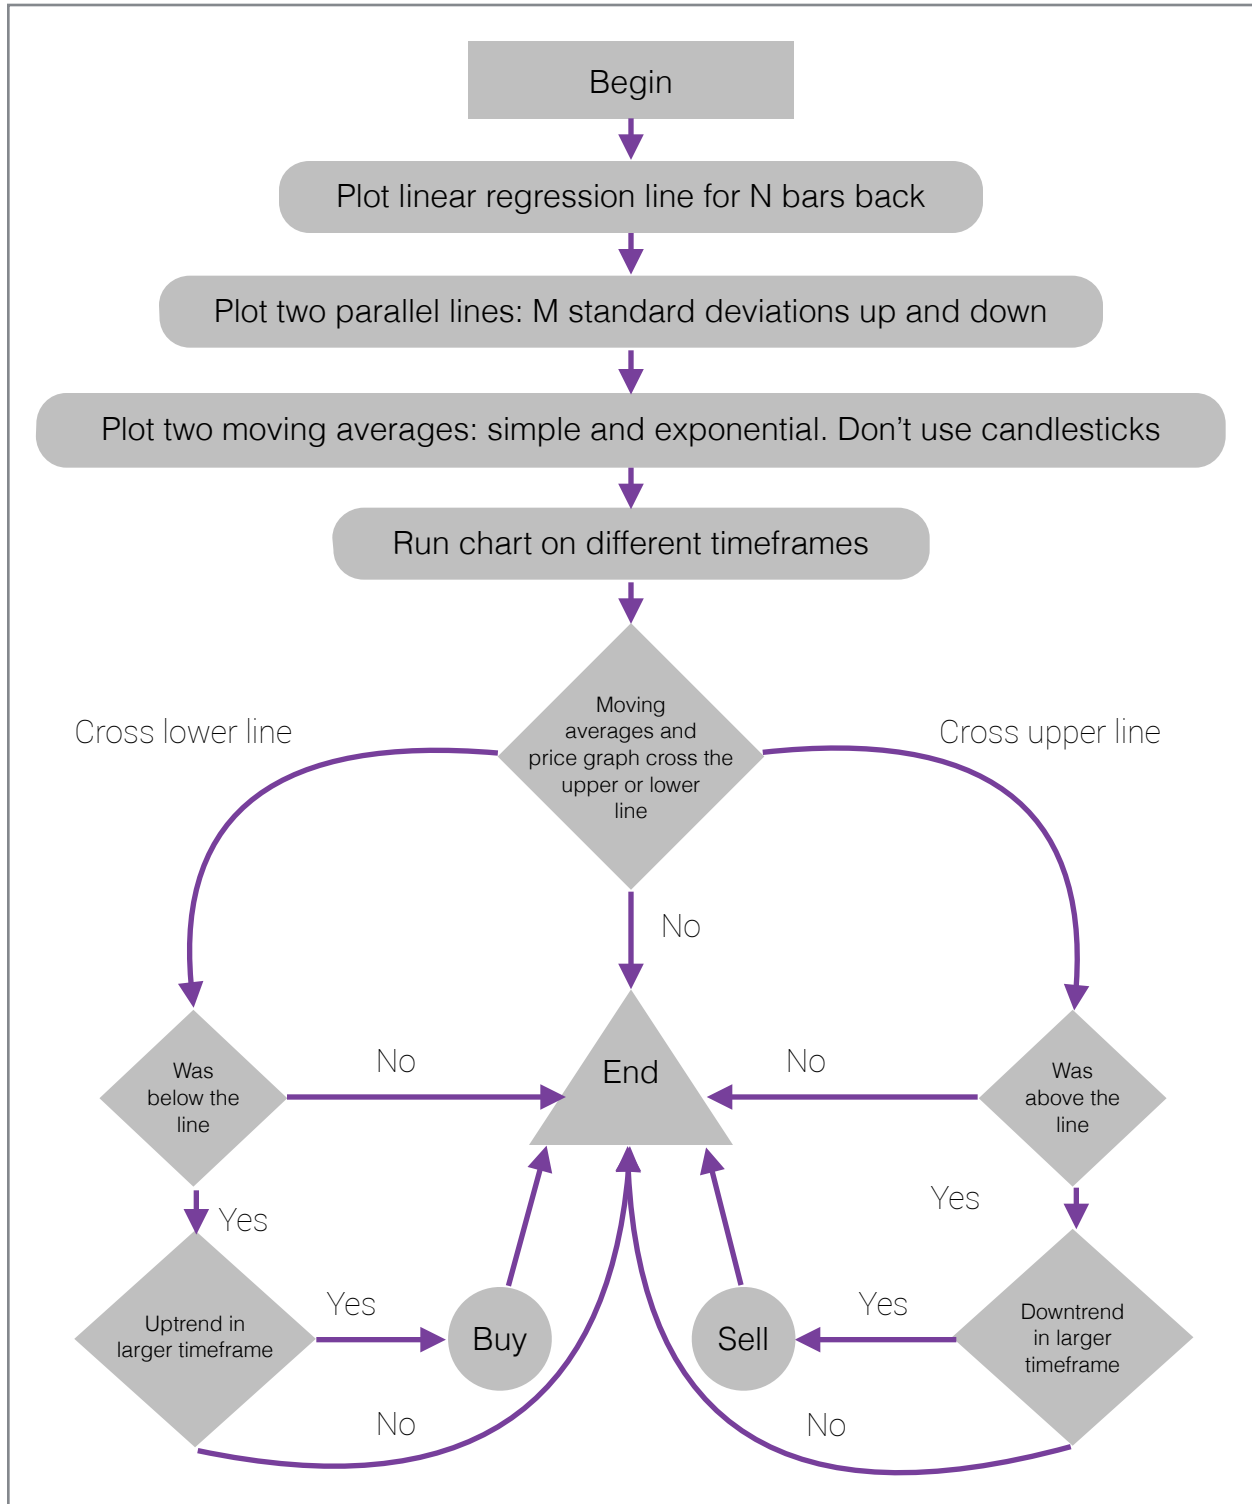 Begin
Plot linear regression line for N bars back
Plot two parallel lines: M standard deviations up and down
Plot two moving averages: simple and exponential. Don't use candlesticks
Run chart on different timeframes
Moving
averages and
price graph cross the
upper or lower
line
Cross lower line
Cross upper line
No
Was
below the
line
No
End
No
Was
above the
line
Yes
Yes
Uptrend in
larger timeframe
Yes
Buy
Sell
Yes
Downtrend
in larger
timeframe
No
No